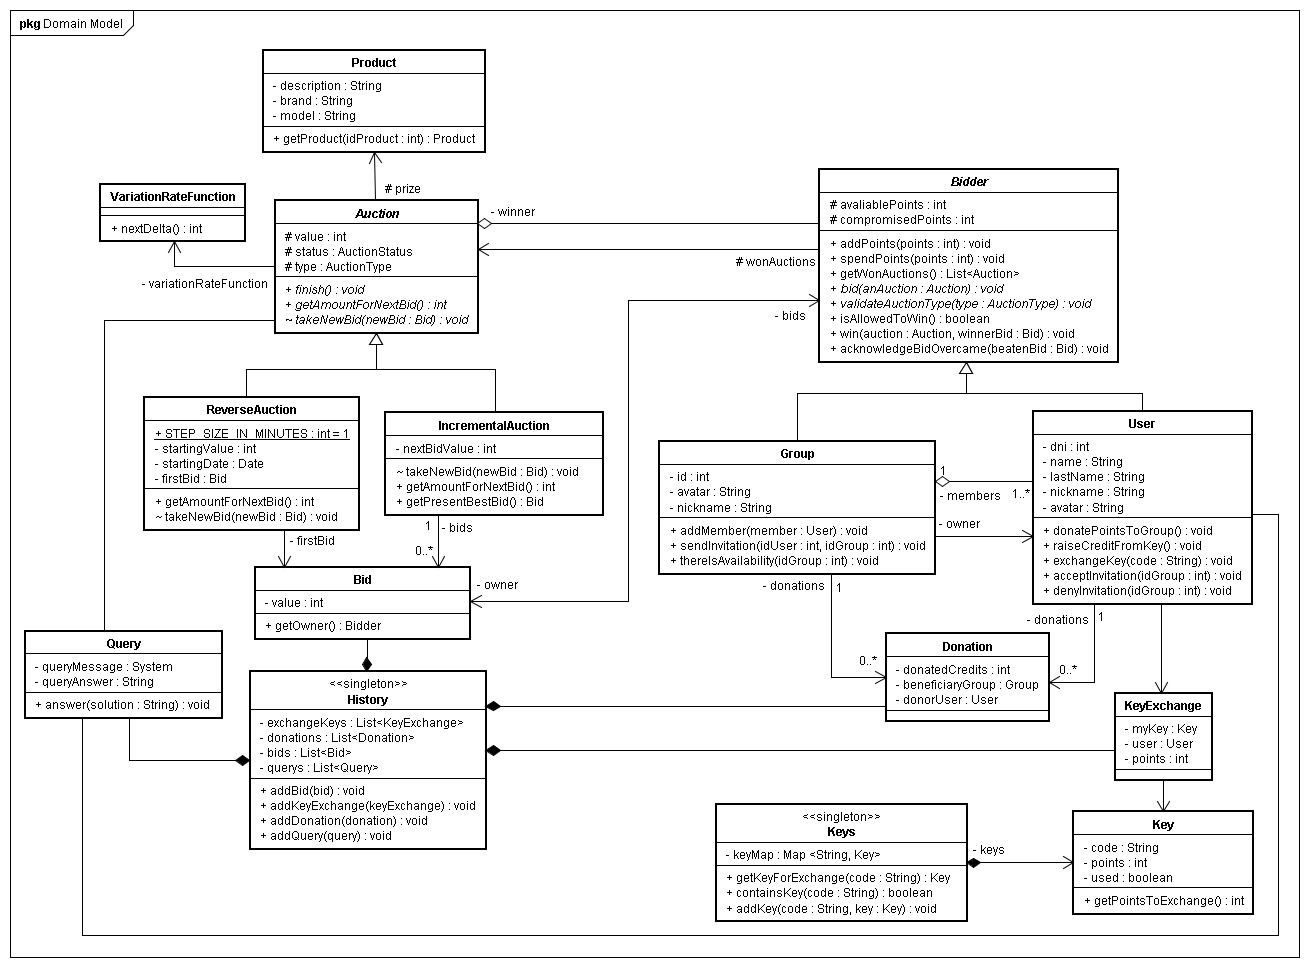 pkg Domain Model
Product
- description : String
- brand : String
- model : String
+ getProduct(idProduct : int) : Product
# prize
VariationRateFunction
+ nextDelta() : int
- variationRateFunction
Auction
# value : int
# status : AuctionStatus
# type : AuctionType
+ finish() : void
+ getAmountForNextBid() : int
~ takeNewBid(newBid : Bid) : void
- winner
# wonAuctions
- bids
Bidder
# avaliablePoints : int
# compromisedPoints : int
+ addPoints(points : int) : void
+ spendPoints(points : int) : void
+ getWonAuctions() : List<Auction>
+ bid(anAuction : Auction) : void
+ validateAuctionType(type : AuctionType) : void
+ isAllowedToWin() : boolean
+ win(auction : Auction, winnerBid : Bid) : void
+ acknowledgeBidOvercame(beatenBid : Bid) : void
ReverseAuction
+ STEP_SIZE_IN_MINUTES : int = 1
- startingValue : int
- startingDate : Date
- firstBid : Bid
+ getAmountForNextBid() : int
~ takeNewBid(newBid : Bid) : void
- firstBid
IncrementalAuction
- nextBidValue : int
~ takeNewBid(newBid : Bid) : void
+ getAmountForNextBid() : int
+ getPresentBestBid() : Bid
1
- bids
0..*
Group
- id : int
- avatar : String
- nickname : String
+ addMember(member : User) : void
+ sendInvitation(idUser : int, idGroup : int) : void
+ thereIsAvailability(idGroup : int) : void
1
- members
1..*
- owner
User
- dni : int
- name : String
- lastName : String
- nickname : String
- avatar : String
+ donatePointsToGroup() : void
+ raiseCreditFromKey() : void
+ exchangeKey(code : String) : void
+ acceptInvitation(idGroup : int) : void
+ denyInvitation(idGroup : int) : void
Bid
- value : int
+ getOwner() : Bidder
- owner
- donations
1
0..*
- donations
1
0..*
Donation
- donatedCredits : int
- beneficiaryGroup : Group
- donorUser : User
Query
- queryMessage : System
- queryAnswer : String
+ answer(solution : String) : void
<<singleton>>
History
- exchangeKeys : List<KeyExchange>
- donations : List<Donation>
- bids : List<Bid>
- querys : List<Query>
+ addBid(bid) : void
+ addKeyExchange(keyExchange) : void
+ addDonation(donation) : void
+ addQuery(query) : void
KeyExchange
- myKey : Key
- user : User
- points : int
<<singleton>>
Keys
- keyMap : Map <String, Key>
+ getKeyForExchange(code : String) : Key
+ containsKey(code : String) : boolean
+ addKey(code : String, key : Key) : void
- keys
Key
- code : String
- points : int
- used : boolean
+ getPointsToExchange() : int